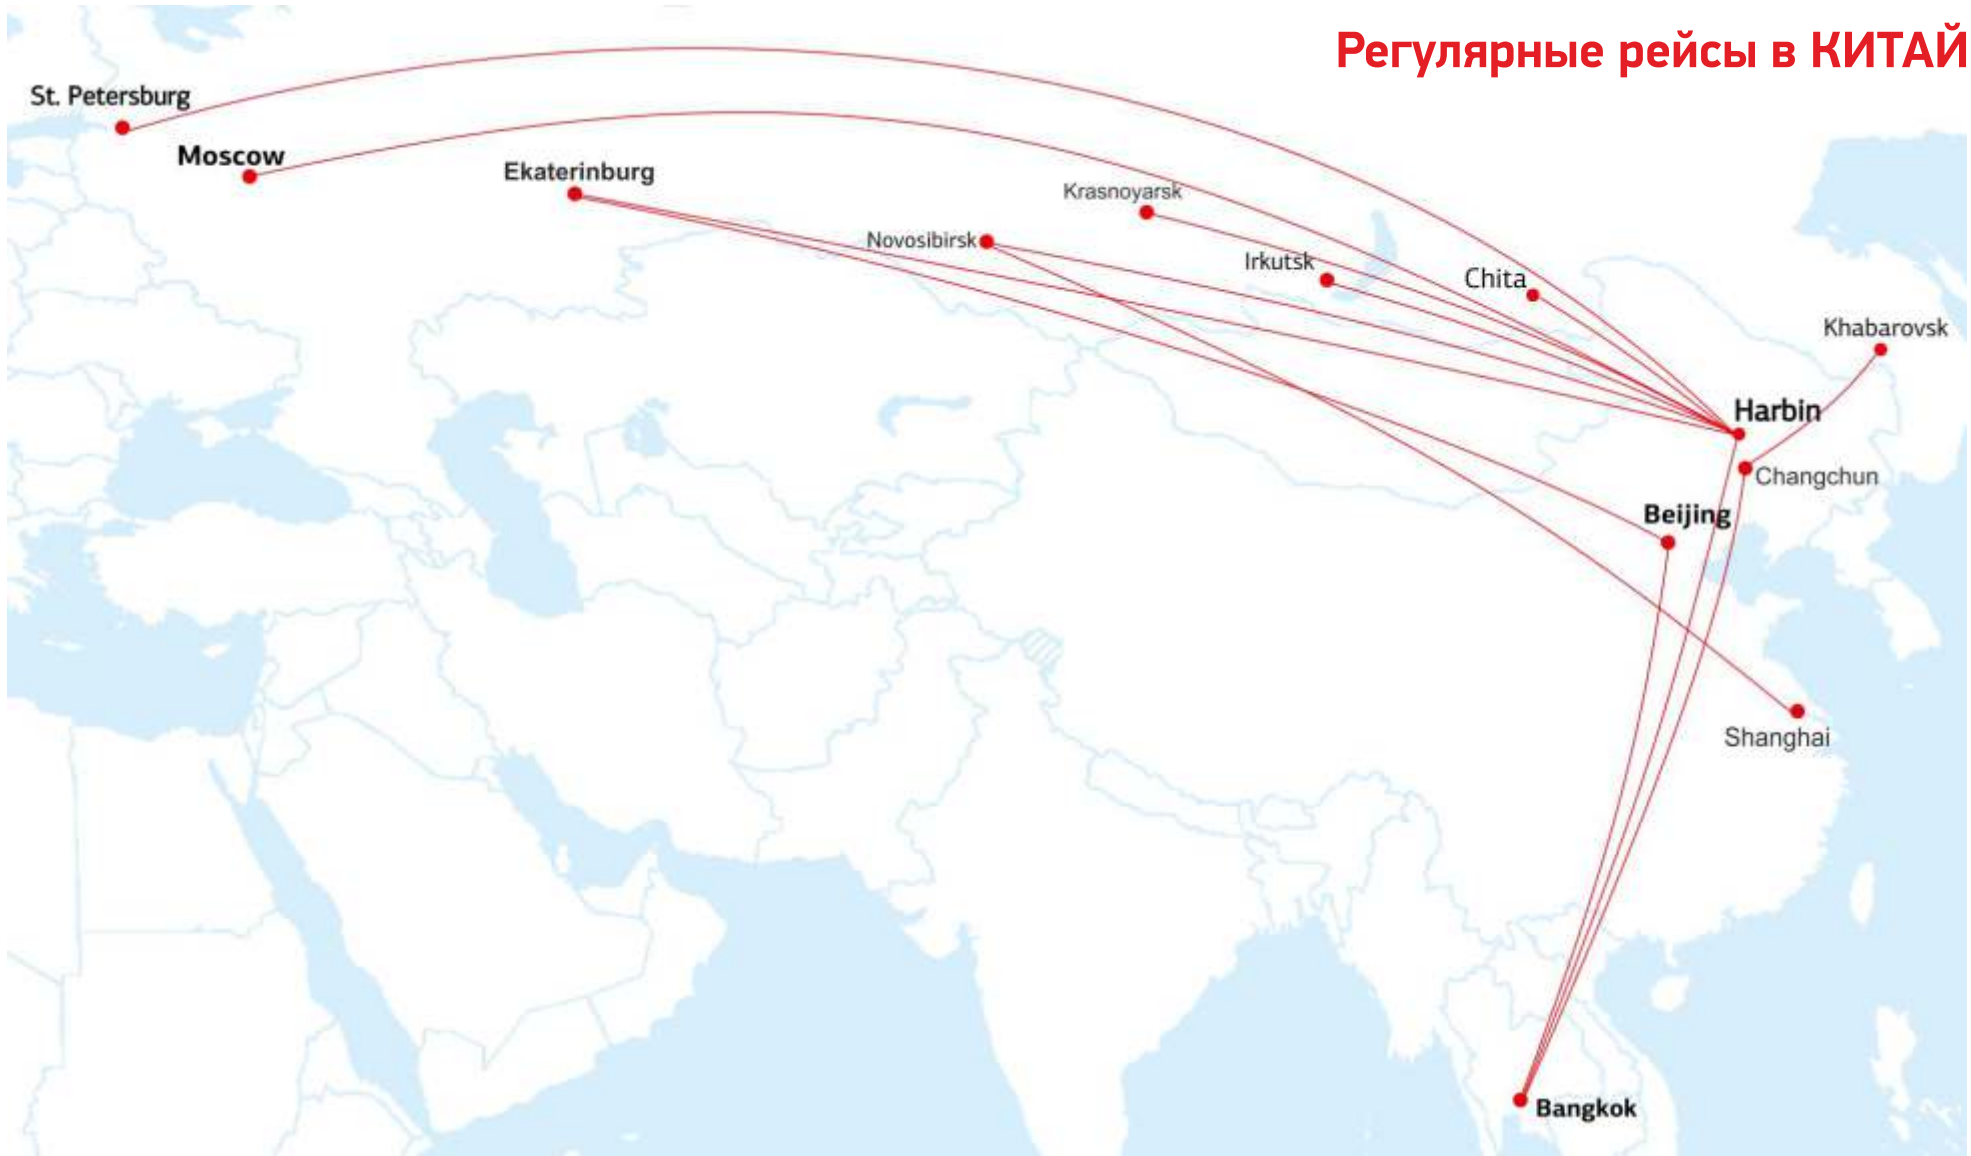 Регулярные рейсы в КИТАЙ
St. Petersburg
Moscow
Ekaterinburg
Krasnoyarsk
Novosibirsk
Irkutsk
Chita
Khabarovsk
Harbin
Changchun
Beijing
Shanghai
Bangkok